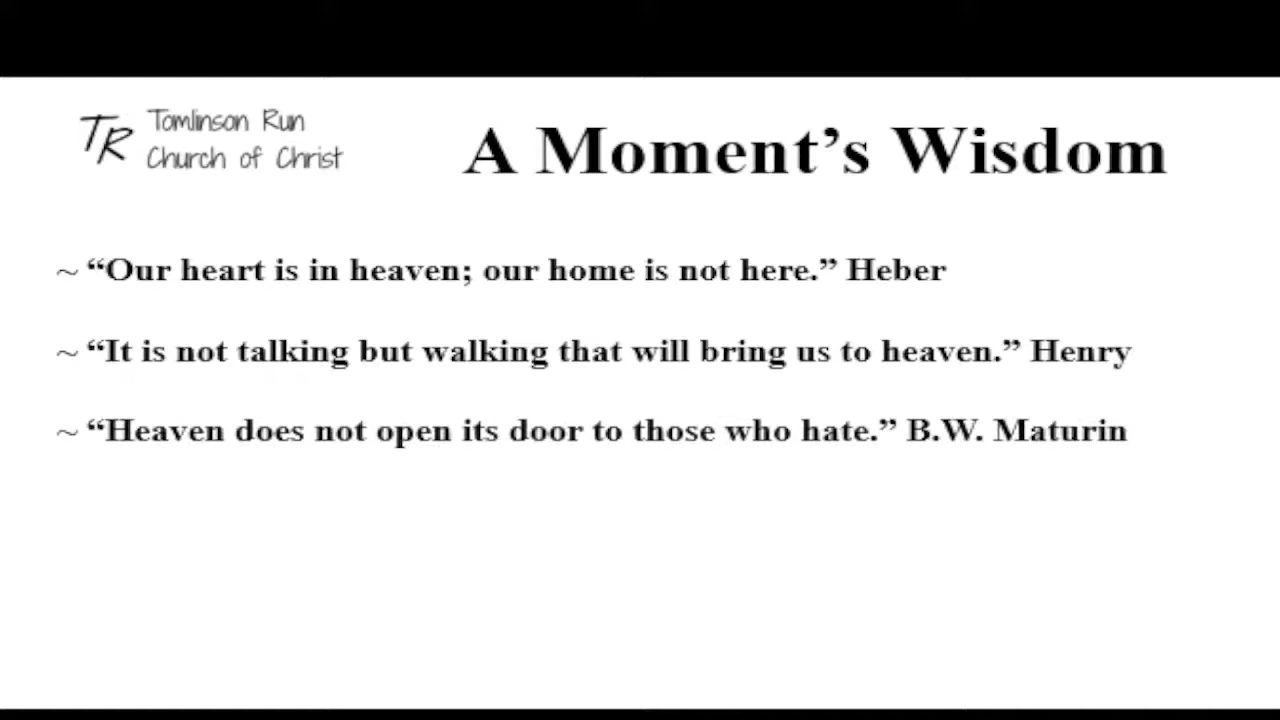 TR
Tomlinson Run
Church of Christ
A Moment’s Wisdom
~ “Our heart is in heaven; our home is not here.” Heber
~ “It is not talking but walking that will bring us to heaven.” Henry
~ “Heaven does not open its door to those who hate.” B.W. Maturin